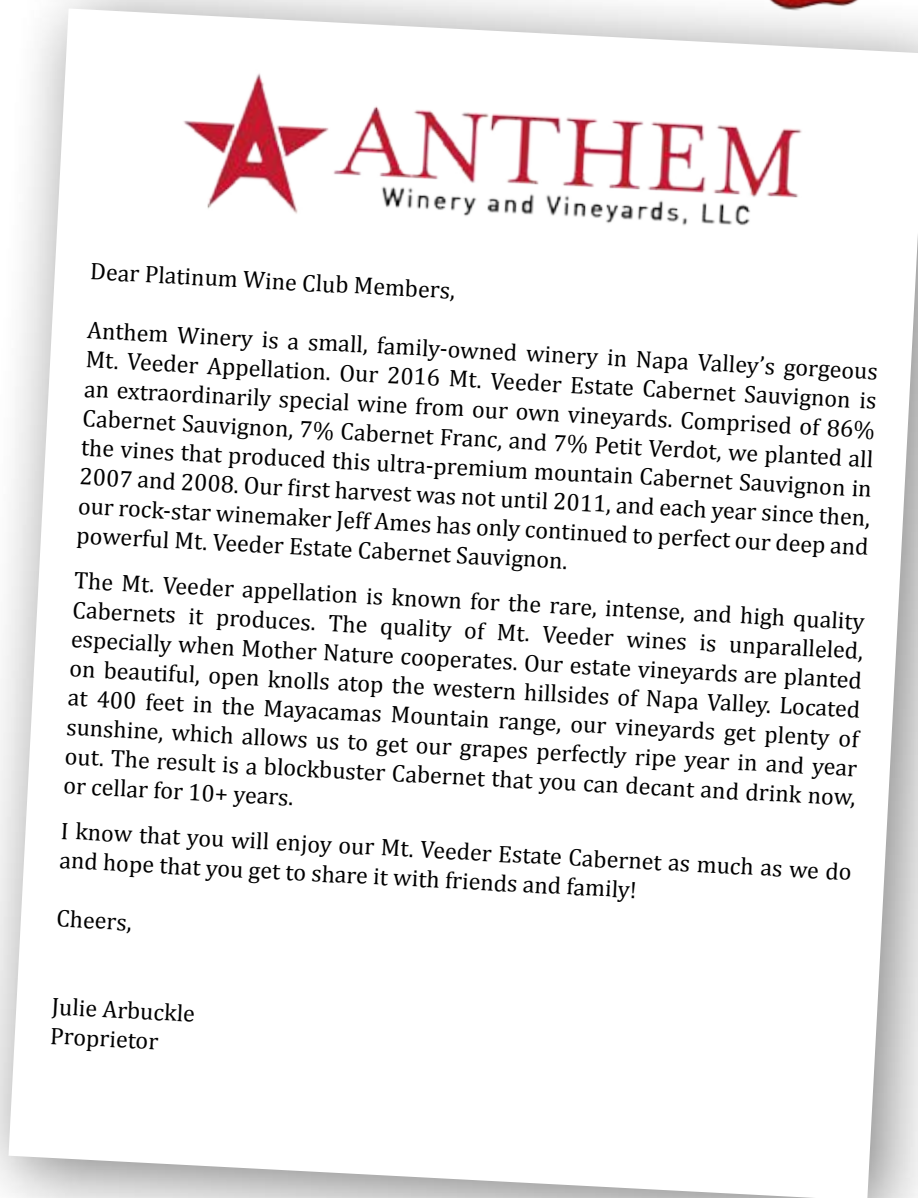 ANTHEM
Winery and Vineyards, LLC
Dear Platinum Wine Club Members,
Anthem Winery is a small, family-owned winery in Napa Valley’s gorgeous
Mt. Veeder Appellation. Our 2016 Mt. Veeder Estate Cabernet Sauvignon is
an extraordinarily special wine from our own vineyards. Comprised of 86%
Cabernet Sauvignon, 7% Cabernet Franc, and 7% Petit Verdot, we planted all
the vines that produced this ultra-premium mountain Cabernet Sauvignon in
2007 and 2008. Our first harvest was not until 2011, and each year since then,
our rock-star winemaker Jeff Ames has only continued to perfect our deep and
powerful Mt. Veeder Estate Cabernet Sauvignon.
The Mt. Veeder appellation is known for the rare, intense, and high quality
Cabernets it produces. The quality of Mt. Veeder wines is unparalleled,
especially when Mother Nature cooperates. Our estate vineyards are planted
on beautiful, open knolls atop the western hillsides of Napa Valley. Located
at 400 feet in the Mayacamas Mountain range, our vineyards get plenty of
sunshine, which allows us to get our grapes perfectly ripe year in and year
out. The result is a blockbuster Cabernet that you can decant and drink now,
or cellar for 10+ years.
I know that you will enjoy our Mt. Veeder Estate Cabernet as much as we do
and hope that you get to share it with friends and family!
Cheers,
Julie Arbuckle
Proprietor